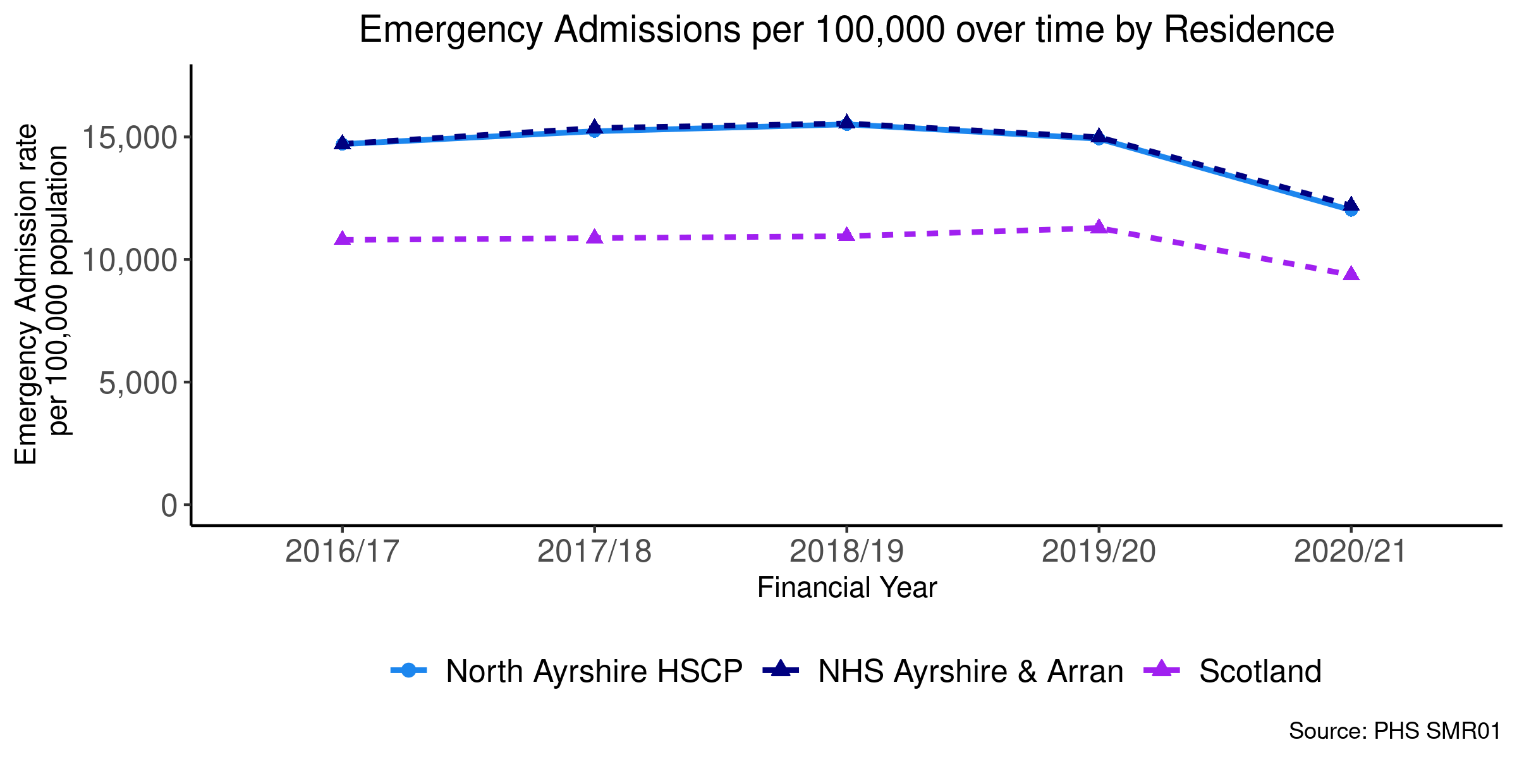 Emergency Admissions per 100,000 over time by Residence
Emergency Admission rate
per 100,000 population
15,000
10,000
5,000
0
2016/17 2017/18 2018/19 2019/20 2020/21
Financial Year
North Ayrshire HSCP NHS Ayrshire & Arran Scotland
Source: PHS SMR01